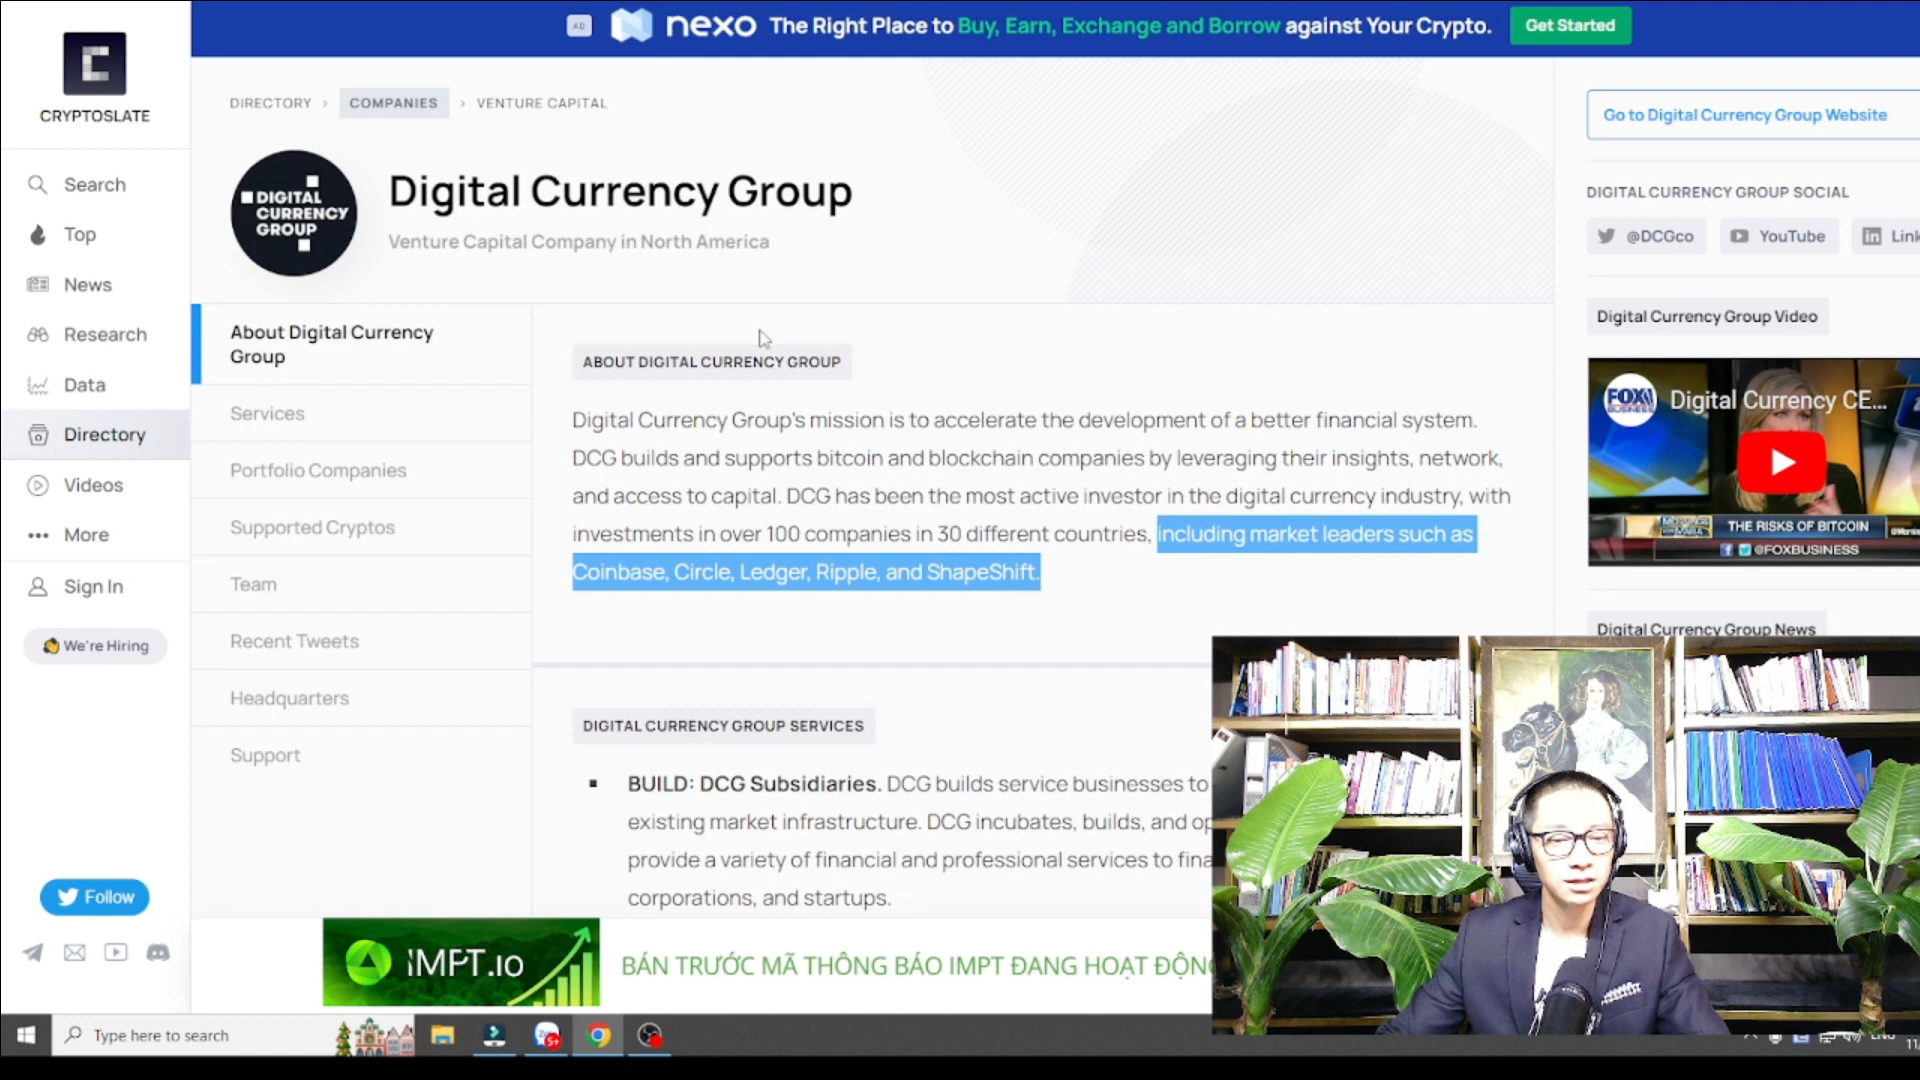 AD nexo The Right Place to Buy, Earn, Exchange and Borrow against Your Crypto. Get Started
CRYPTOSLATE
Search
Top
News
Research
Data
Directory
Videos
More
Sign In
We're Hiring
Follow
DIRECTORY › COMPANIES › VENTURE CAPITAL
DIGITAL
CURRENCY
GROUP
Digital Currency Group
Venture Capital Company in North America
About Digital Currency
Group
Services
Portfolio Companies
Supported Cryptos
Team
Recent Tweets
Headquarters
Support
ABOUT DIGITAL CURRENCY GROUP
Digital Currency Group's mission is to accelerate the development of a better financial system.
DCG builds and supports bitcoin and blockchain companies by leveraging their insights, network,
and access to capital. DCG has been the most active investor in the digital currency industry, with
investments in over 100 companies in 30 different countries, including market leaders such as
Coinbase, Circle, Ledger, Ripple, and ShapeShift.
DIGITAL CURRENCY GROUP SERVICES
▪ BUILD: DCG Subsidiaries. DCG builds service businesses to
existing market infrastructure. DCG incubates, builds, and op
provide a variety of financial and professional services to fina
corporations, and startups.
Go to Digital Currency Group Website
DIGITAL CURRENCY GROUP SOCIAL
@DCGco YouTube Link
Digital Currency Group Video
FOX BUSINESS Digital Currency CE...
THE RISKS OF BITCOIN
@FOXBUSINESS
Digital Currency Group News
iMPT.io BÁN TRƯỚC MÃ THÔNG BÁO IMPT ĐANG HOẠT ĐỘNG
Type here to search
5+
ENG
11/